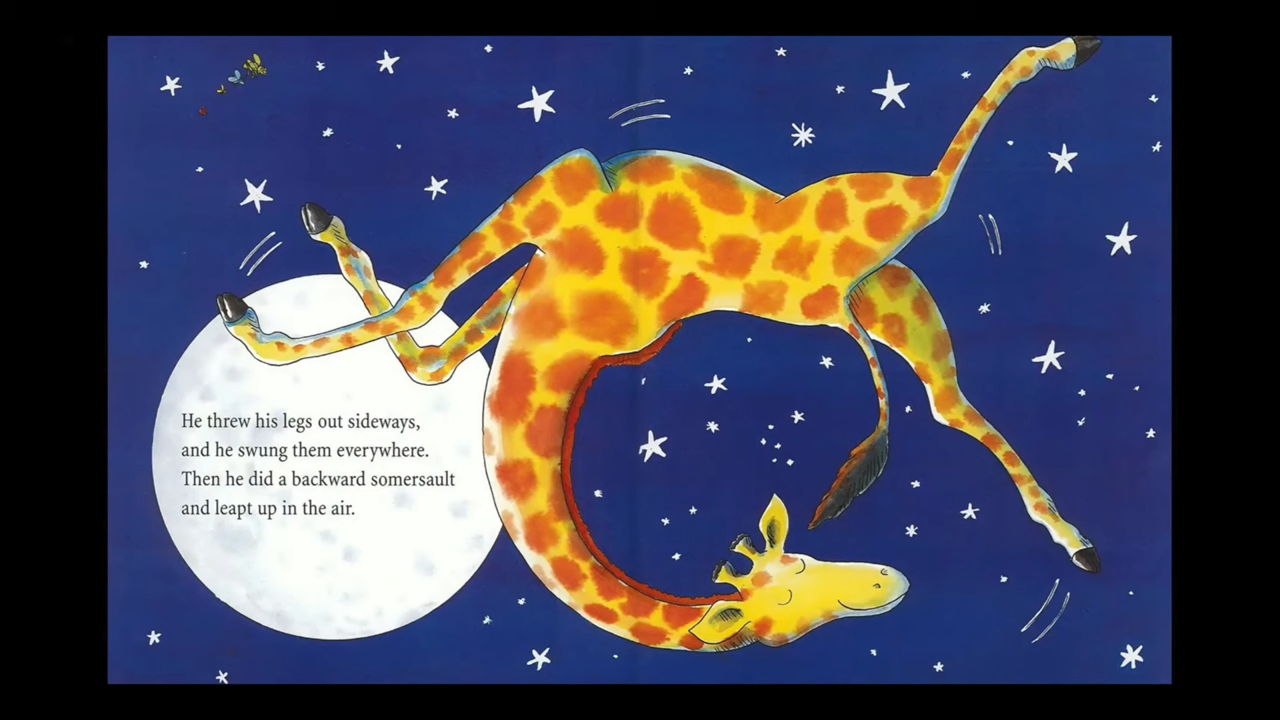 He threw his legs out sideways,
and he swung them everywhere.
Then he did a backward somersault
and leapt up in the air.